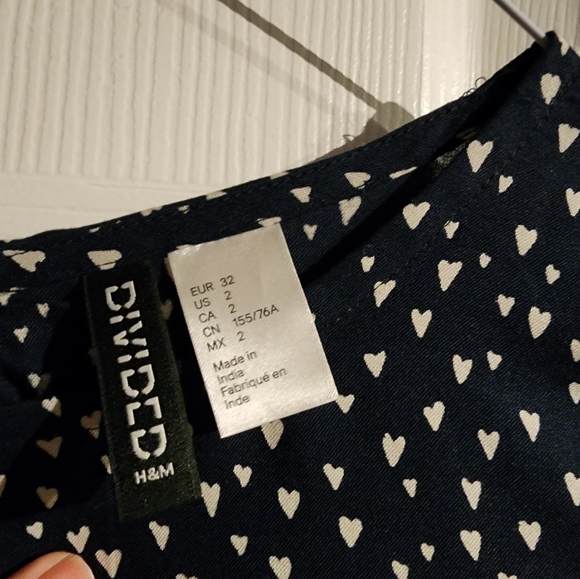 DIVIDED
H&M
EUR 32
US 2
CA 2
CN 155/76A
MX 2
Made in
India
Fabriqué en
Inde